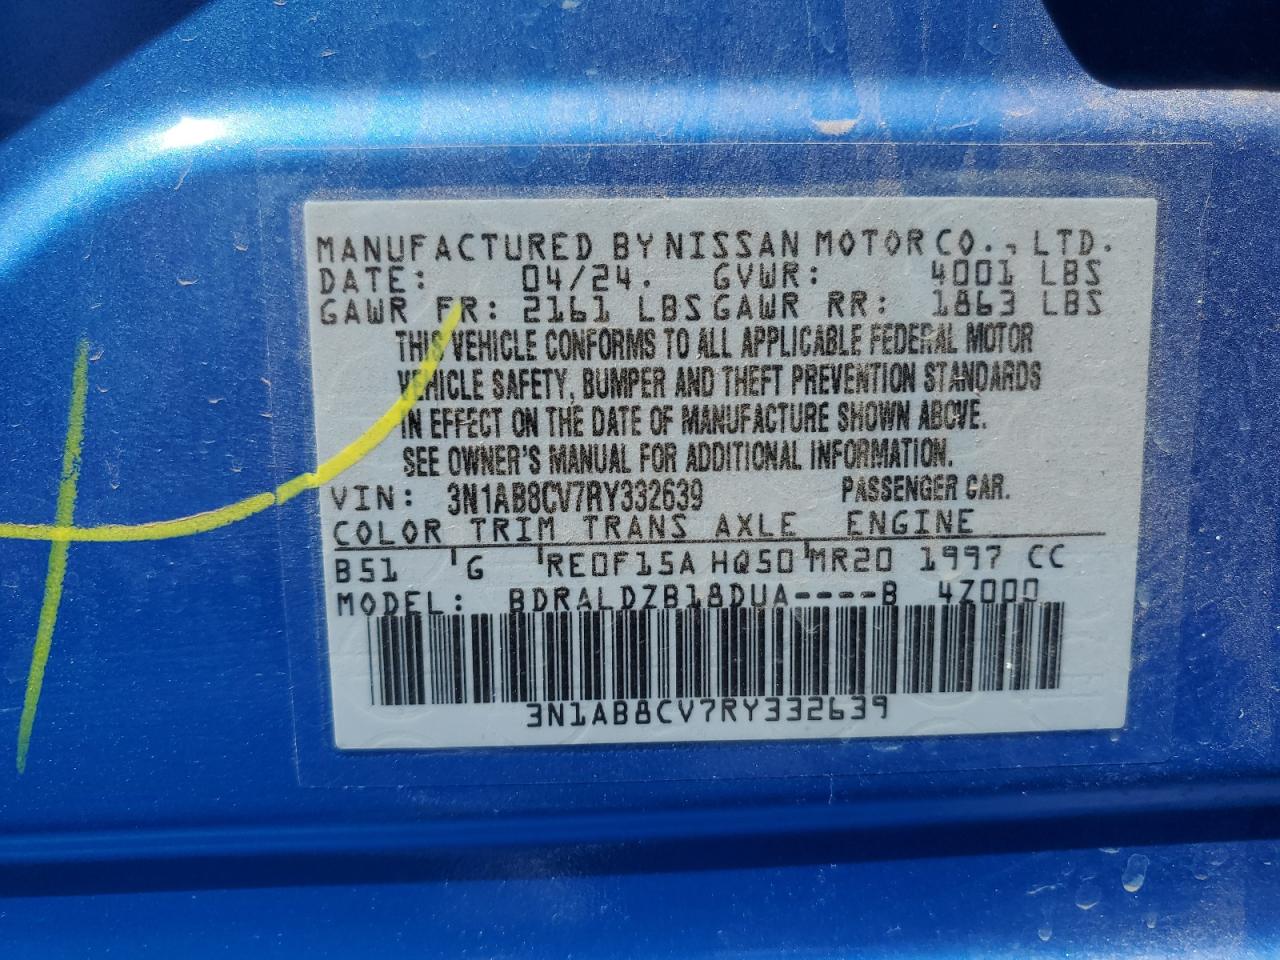 MANUFACTURED BY NISSAN MOTOR CO., LTD.
DATE: 04/24. GVWR: 4001 LBS
GAWR FR: 2161 LBS GAWR RR: 1863 LBS
THIS VEHICLE CONFORMS TO ALL APPLICABLE FEDERAL MOTOR
VEHICLE SAFETY, BUMPER AND THEFT PREVENTION STANDARDS
IN EFFECT ON THE DATE OF MANUFACTURE SHOWN ABOVE.
SEE OWNER'S MANUAL FOR ADDITIONAL INFORMATION.
VIN: 3N1AB8CV7RY332639 PASSENGER CAR.
COLOR TRIM TRANS AXLE ENGINE
B51 G RE0F15A HQ50 MR20 1997 CC
MODEL: BDRALDZB18DUA----B 4Z000
3N1AB8CV7RY332639